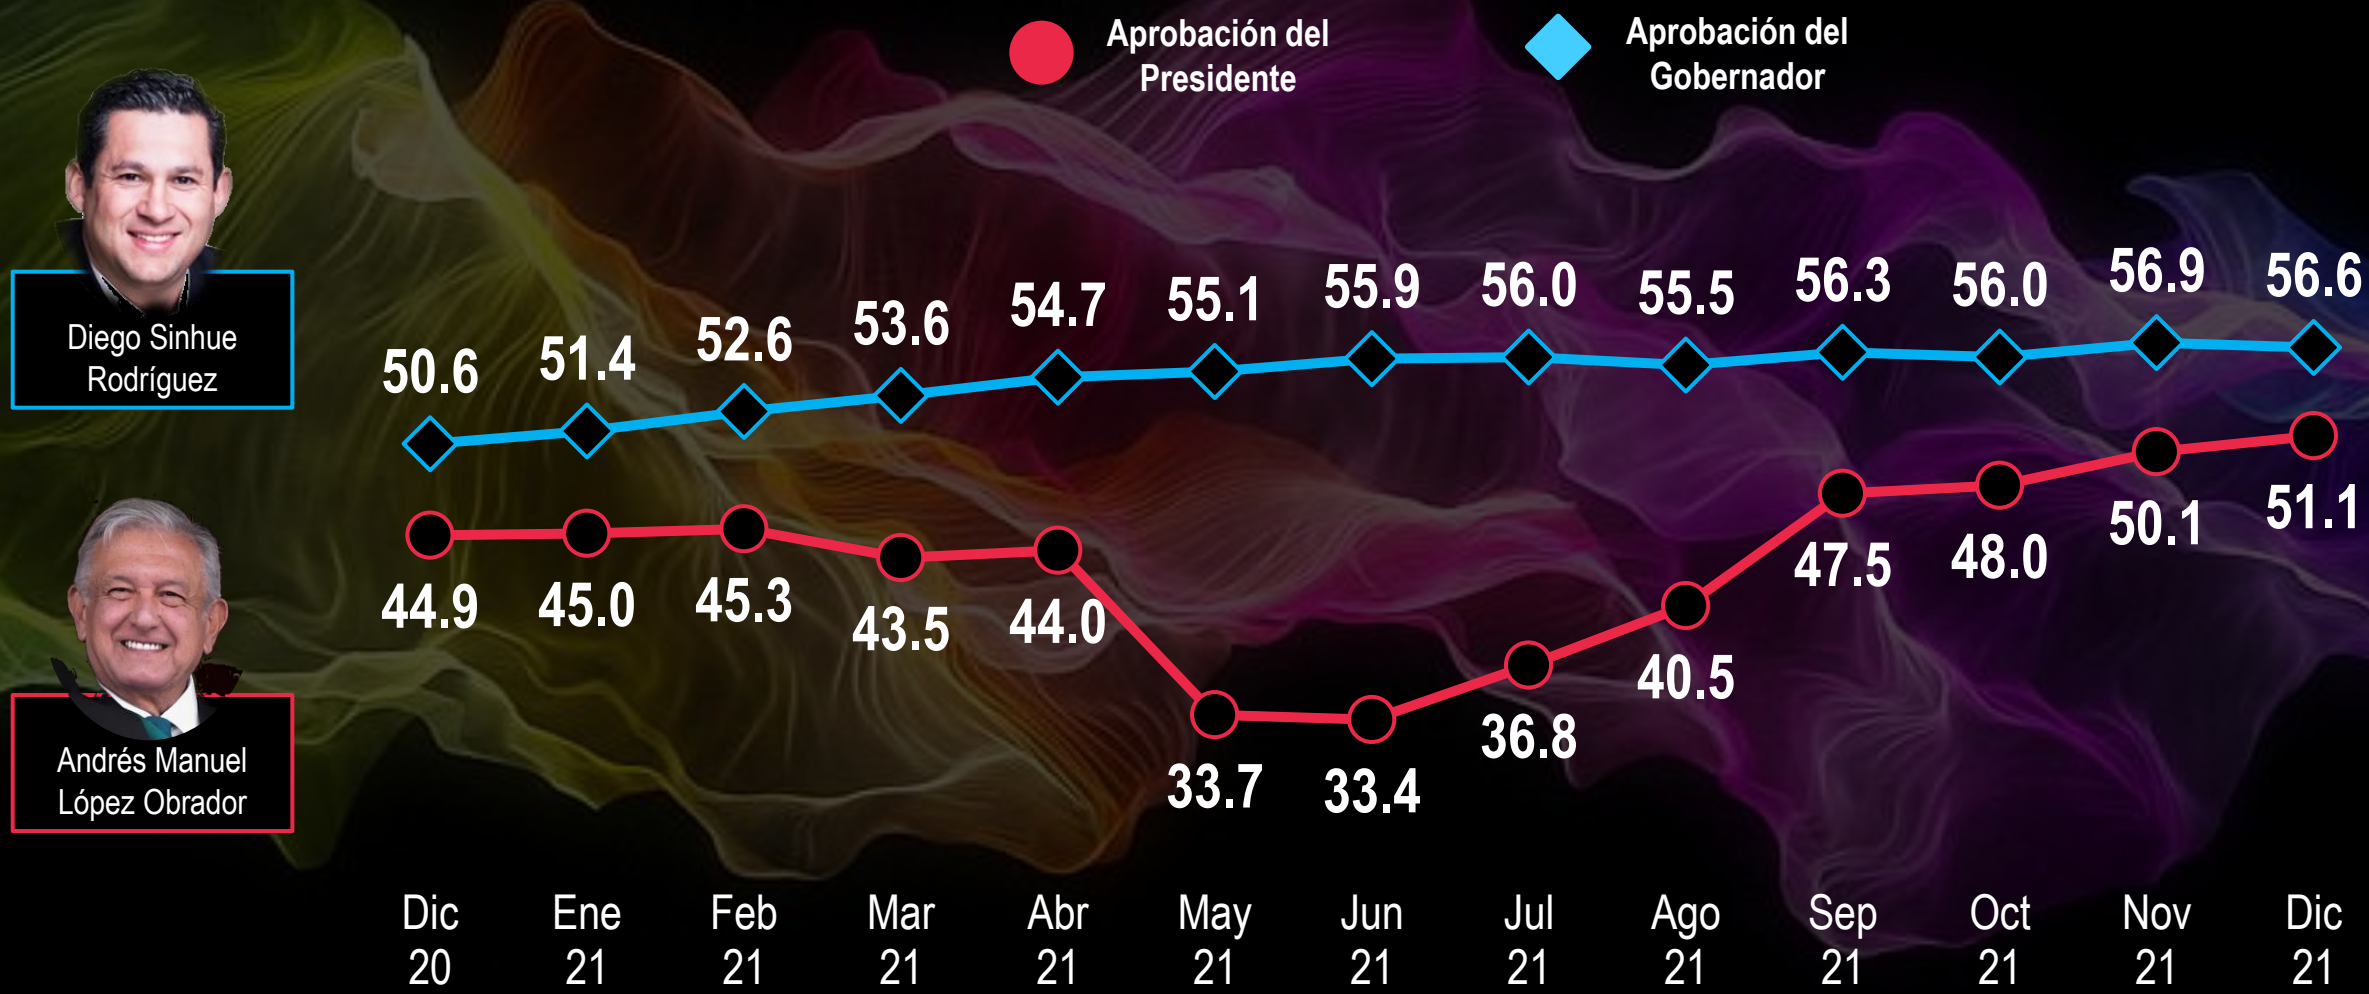 Aprobación del
Presidente
Aprobación del
Gobernador
Diego Sinhue
Rodríguez
50.6 51.4 52.6 53.6 54.7 55.1 55.9 56.0 55.5 56.3 56.0 56.9 56.6
44.9 45.0 45.3 43.5 44.0 33.7 33.4 36.8 40.5 47.5 48.0 50.1 51.1
Andrés Manuel
López Obrador
Dic Ene Feb Mar Abr May Jun Jul Ago Sep Oct Nov Dic
20 21 21 21 21 21 21 21 21 21 21 21 21